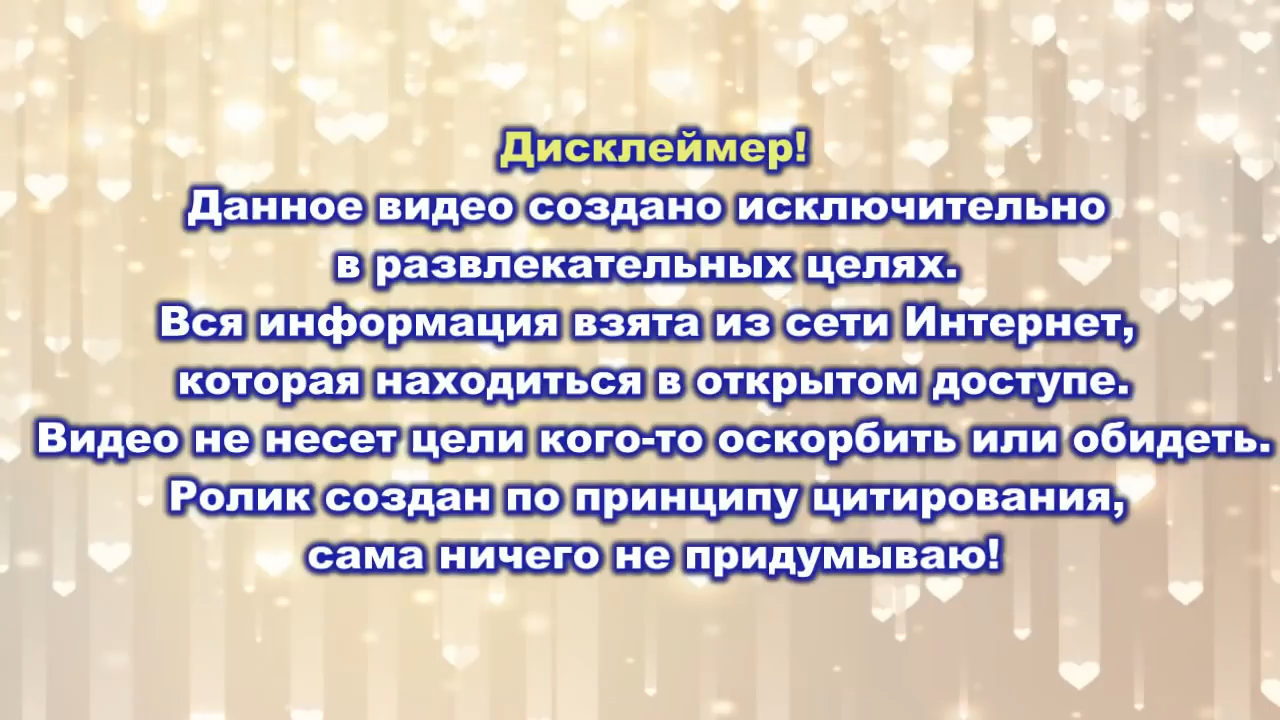 Дисклеймер!
Данное видео создано исключительно
в развлекательных целях.
Вся информация взята из сети Интернет,
которая находиться в открытом доступе.
Видео не несет цели кого-то оскорбить или обидеть.
Ролик создан по принципу цитирования,
сама ничего не придумываю!